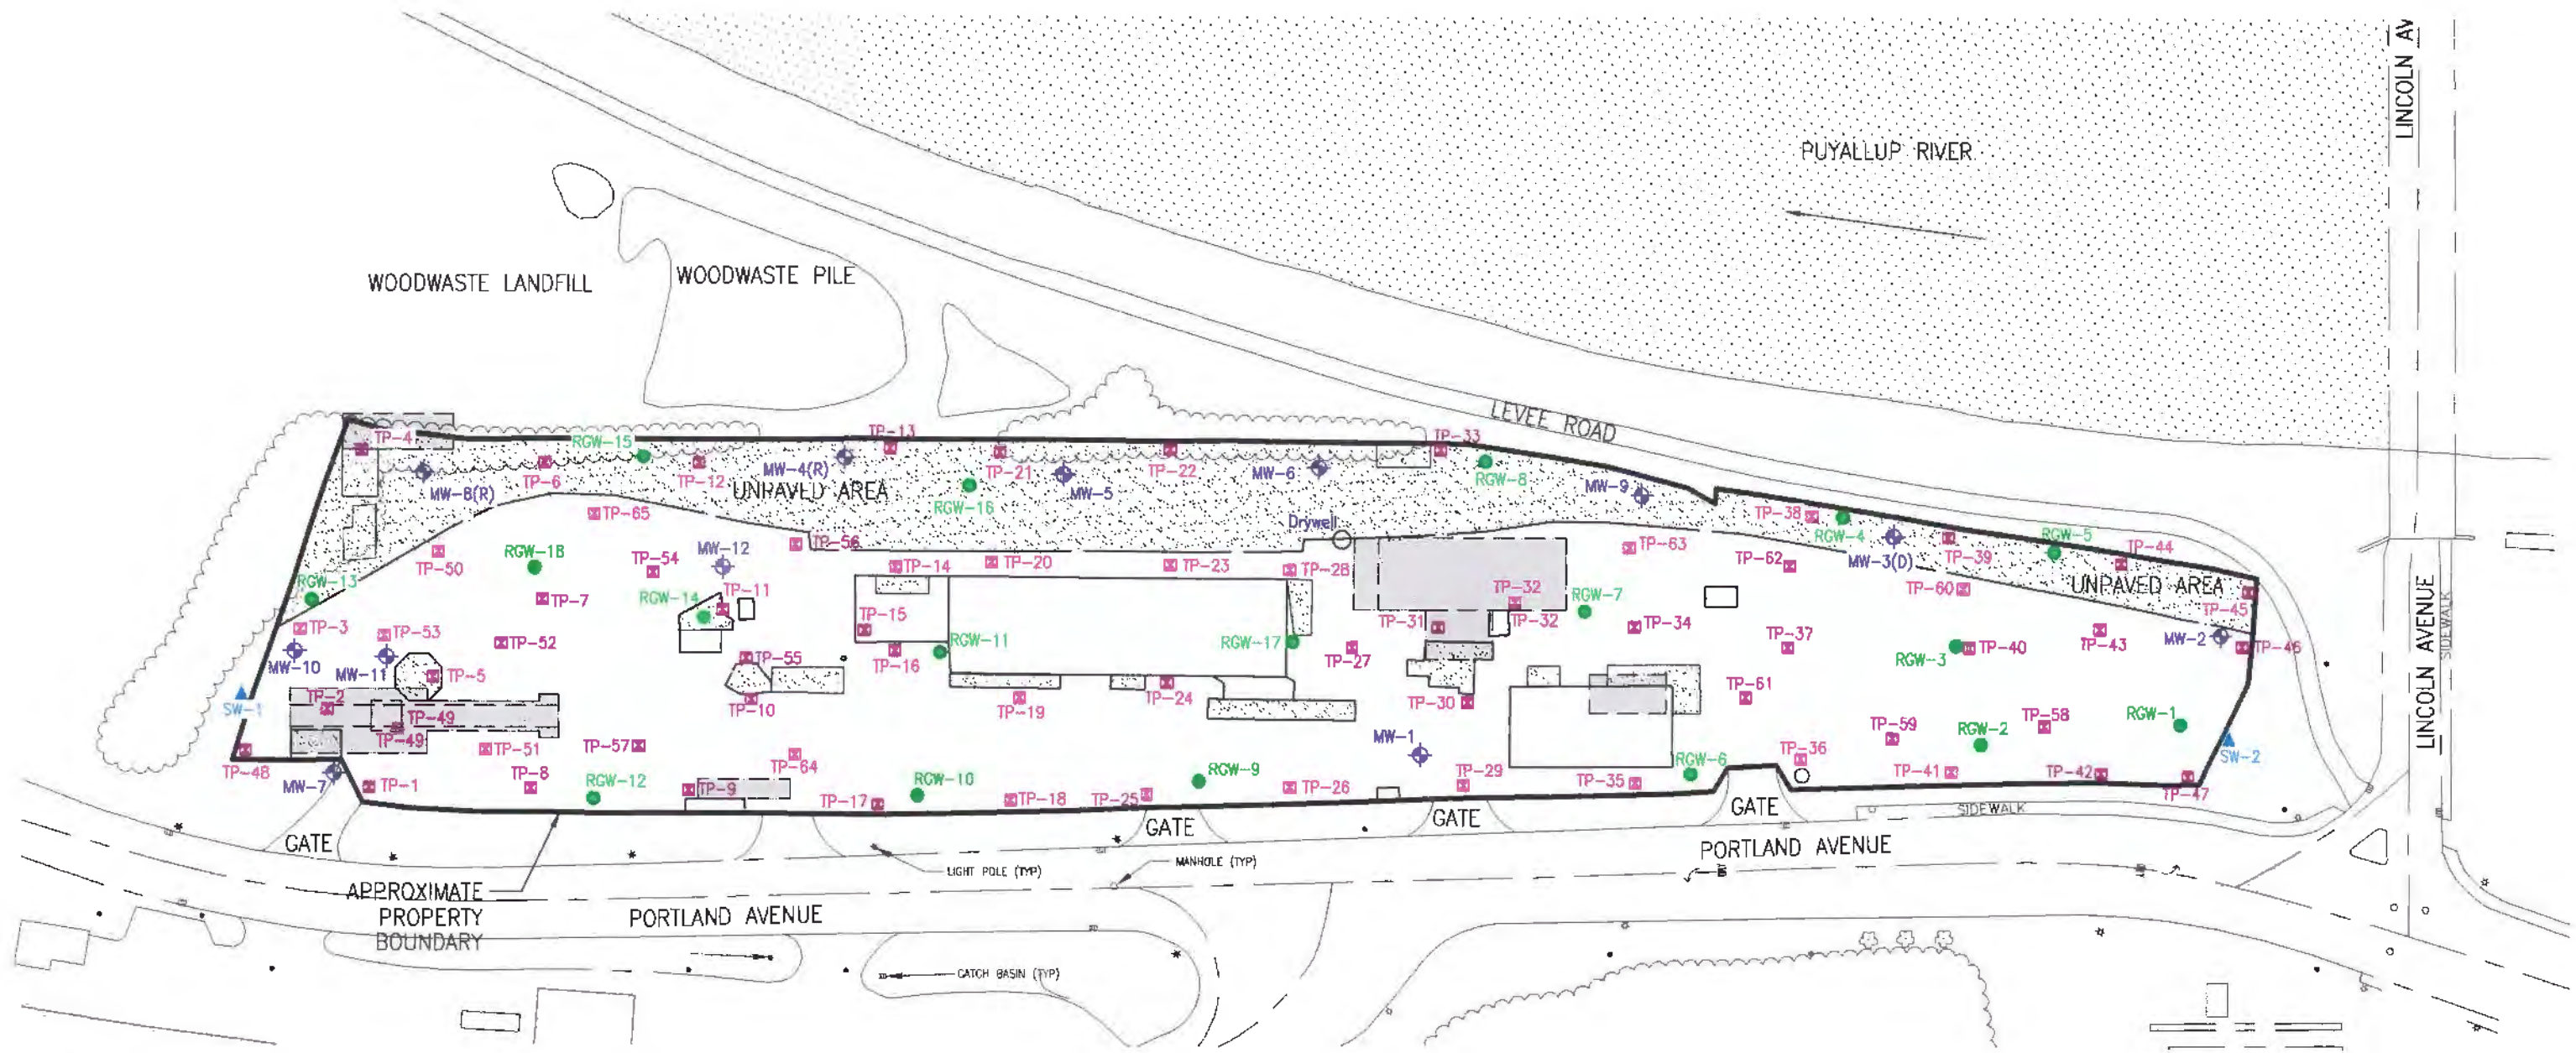 LINCOLN AV
PUYALLUP RIVER
WOODWASTE LANDFILL
WOODWASTE PILE
LEVEE ROAD
TP-4
RGW-15
TP-13
TP-33
MW-8(R)
TP-6
TP-12
MW-4(R)
UNPAVED AREA
TP-21
MW-5
TP-22
MW-6
RGW-8
MW-9
RGW-16
TP-65
Drywell
TP-38
RGW-4
MW-3(D)
TP-39
RGW-5
TP-44
TP-50
RGW-18
TP-54
MW-12
TP-56
TP-14
TP-20
TP-23
TP-28
TP-63
TP-62
TP-60
UNPAVED AREA
TP-45
RGW-13
TP-7
RGW-14
TP-11
TP-15
TP-32
TP-32
RGW-7
TP-3
TP-53
TP-52
TP-31
TP-34
TP-37
RGW-3
TP-40
TP-43
MW-2
TP-46
MW-10
MW-11
TP-5
TP-55
TP-16
RGW-11
RGW-17
TP-27
SW-1
TP-2
TP-49
TP-49
TP-10
TP-19
TP-24
TP-30
TP-61
TP-48
TP-51
TP-57
TP-64
MW-1
TP-59
RGW-2
TP-58
RGW-1
SW-2
MW-7
TP-1
TP-8
RGW-12
TP-9
TP-17
RGW-10
TP-18
TP-25
RGW-9
TP-26
TP-29
TP-35
RGW-6
TP-36
TP-41
TP-42
TP-47
GATE
GATE
GATE
GATE
SIDEWALK
LINCOLN AVENUE
SIDEWALK
PORTLAND AVENUE
LIGHT POLE (TYP)
MANHOLE (TYP)
APPROXIMATE
PROPERTY
BOUNDARY
PORTLAND AVENUE
CATCH BASIN (TYP)